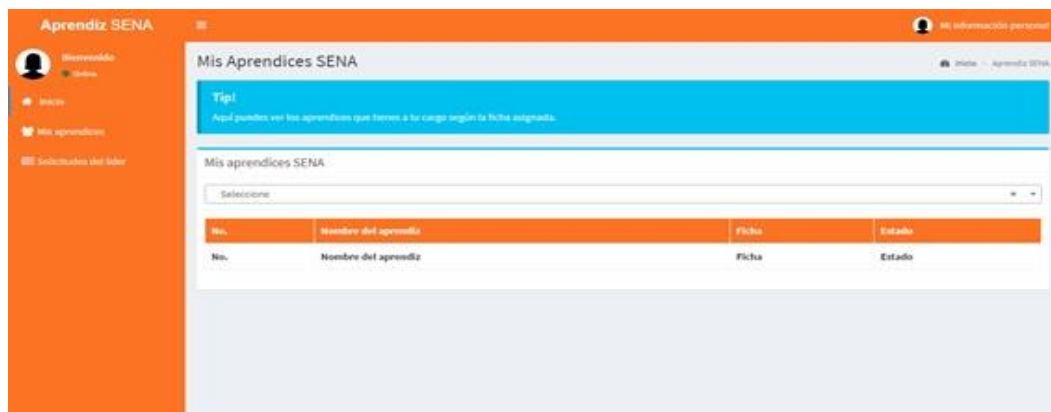 Aprendiz SENA
Mi información personal
Bienvenido
Online
Mis Aprendices SENA
Inicio - Aprendiz SENA
Tip!
Aquí puedes ver los aprendices que tienes a tu cargo según la ficha asignada.
Inicio
Mis aprendices
Solicitudes del líder
Mis aprendices SENA
Seleccione
No. Nombre del aprendiz Ficha Estado
No. Nombre del aprendiz Ficha Estado